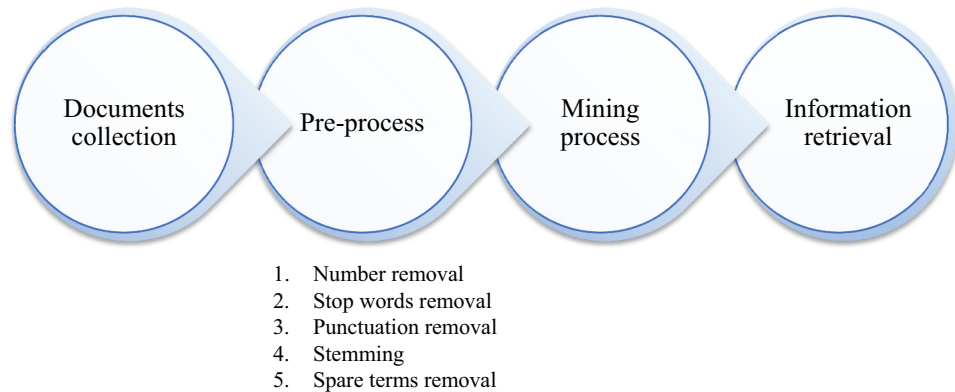 Documents
collection
Pre-process
Mining
process
Information
retrieval
1. Number removal
2. Stop words removal
3. Punctuation removal
4. Stemming
5. Spare terms removal